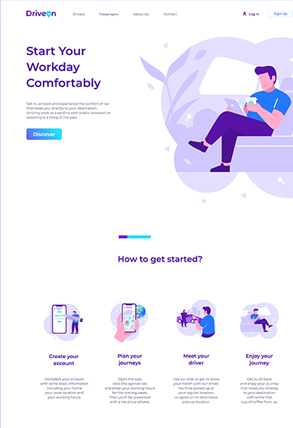 DriveOn
Drivers
Passengers
About Us
Contact
Log in
Sign Up
Start Your
Workday
Comfortably
Get in, sit back and experience the comfort of car
that takes you directly to your destination.
Arriving work as a sardine with public transport or
sweating is a thing of the past.
Discover
How to get started?
Create your
account
Complete your account
with some basic information
including your home
your work location and
your working hours.
Plan your
journeys
Open the app,
click the agenda tab
and enter your working hours
for the coming week.
Then you'll be presented
with a list of our drivers.
Meet your
driver
Use our chat to get to know
your match with our driver.
You'll be picked up at
your regular location,
or agree on an alternative
pick-up location.
Enjoy your
journey
Get in, sit back
and enjoy your journey
that takes you directly
to your destination
with some free
cup of coffee from us.